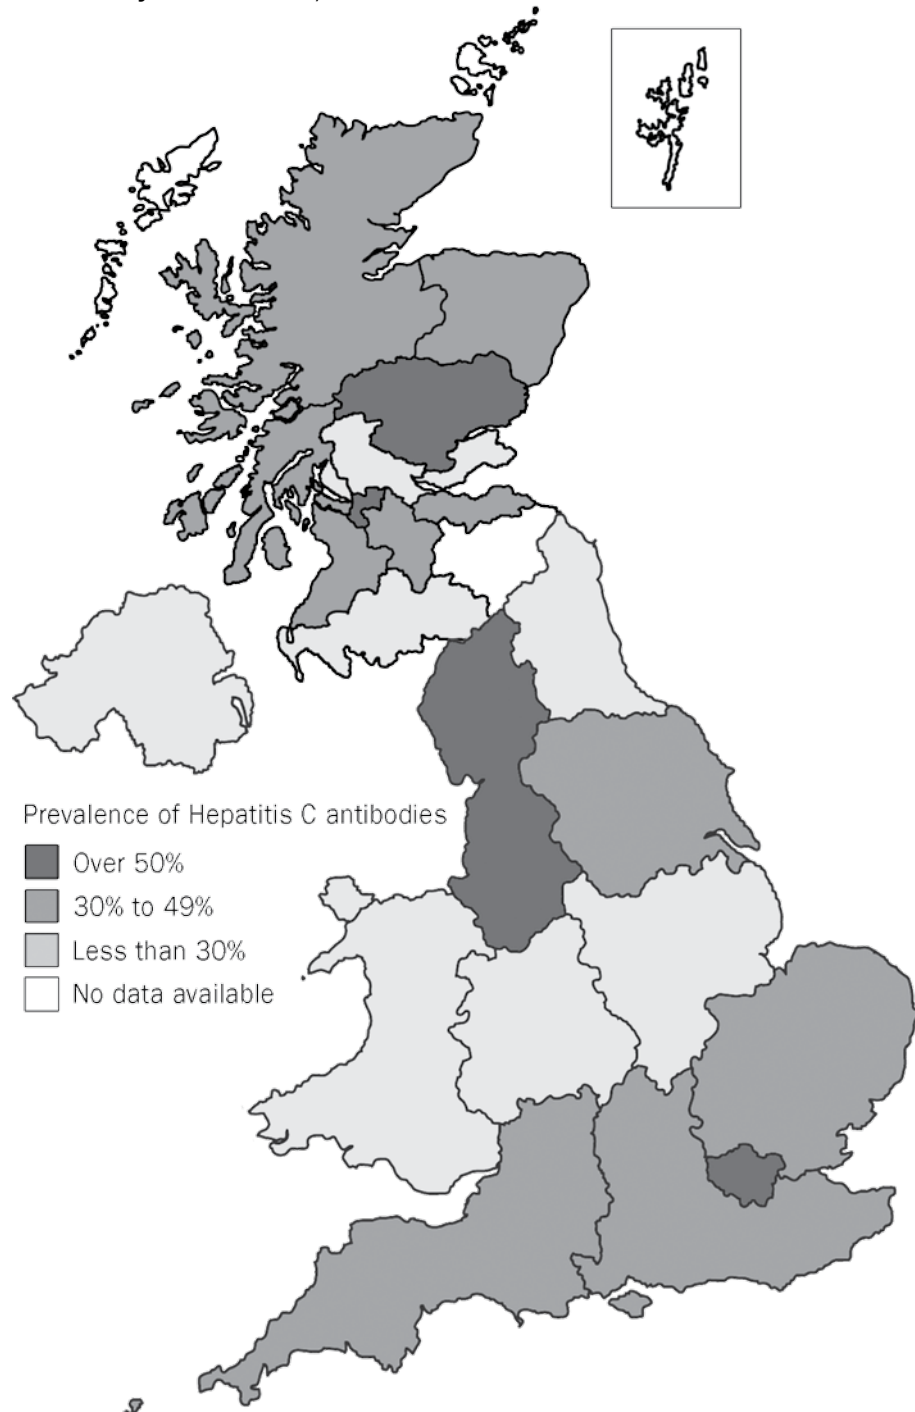 Prevalence of Hepatitis C antibodies
Over 50%
30% to 49%
Less than 30%
No data available